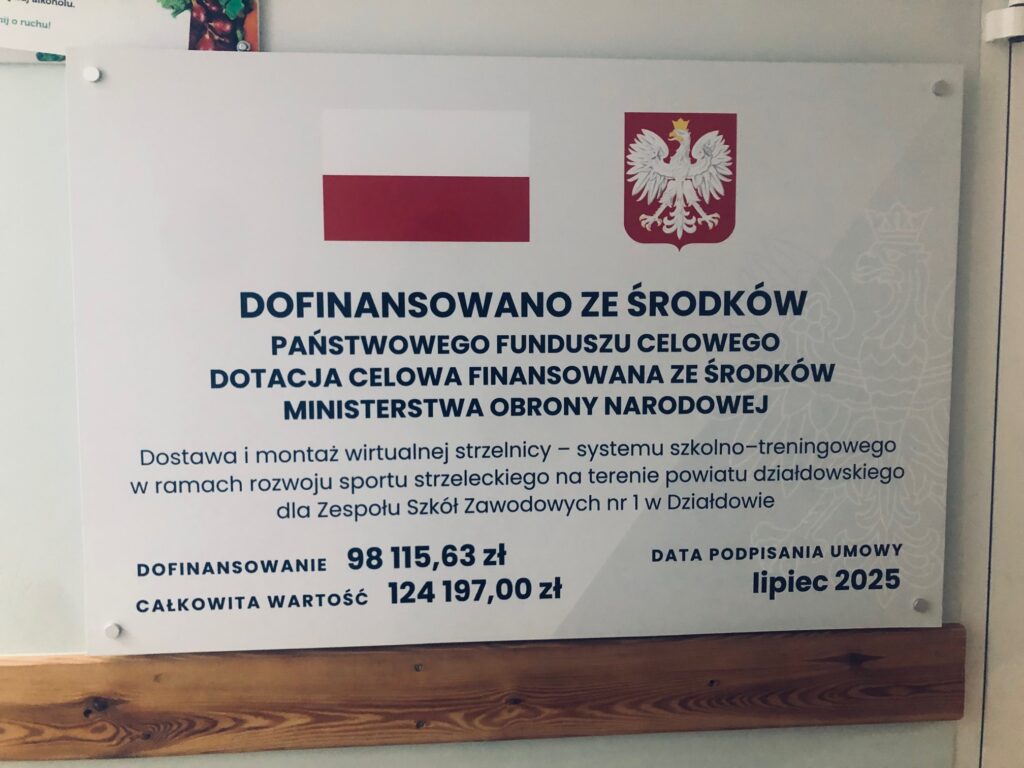 alkoholu.
o ruchu!
DOFINANSOWANO ZE ŚRODKÓW
PAŃSTWOWEGO FUNDUSZU CELOWEGO
DOTACJA CELOWA FINANSOWANA ZE ŚRODKÓW
MINISTERSTWA OBRONY NARODOWEJ
Dostawa i montaż wirtualnej strzelnicy – systemu szkolno–treningowego
w ramach rozwoju sportu strzeleckiego na terenie powiatu działdowskiego
dla Zespołu Szkół Zawodowych nr 1 w Działdowie
DOFINANSOWANIE 98 115,63 zł
CAŁKOWITA WARTOŚĆ 124 197,00 zł
DATA PODPISANIA UMOWY
lipiec 2025